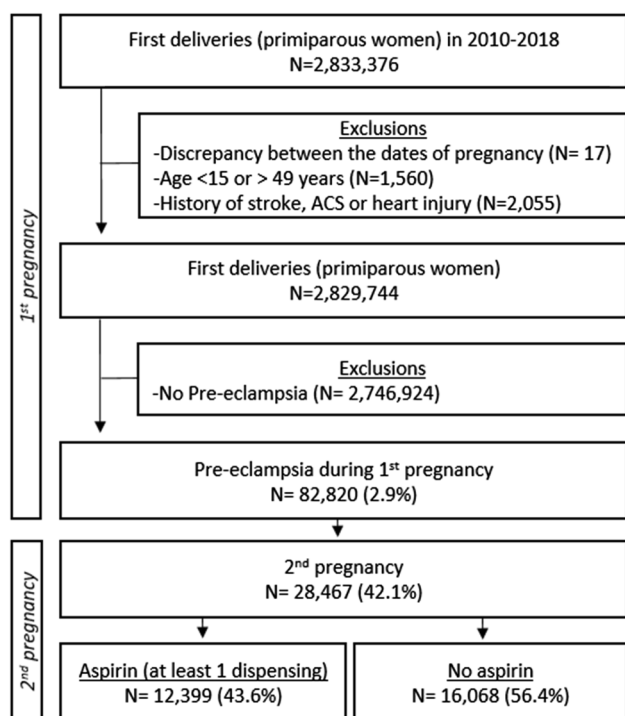 1st pregnancy
First deliveries (primiparous women) in 2010-2018
N=2,833,376
Exclusions
-Discrepancy between the dates of pregnancy (N= 17)
-Age <15 or > 49 years (N=1,560)
-History of stroke, ACS or heart injury (N=2,055)
First deliveries (primiparous women)
N=2,829,744
Exclusions
-No Pre-eclampsia (N= 2,746,924)
Pre-eclampsia during 1st pregnancy
N= 82,820 (2.9%)
2nd pregnancy
2nd pregnancy
N= 28,467 (42.1%)
Aspirin (at least 1 dispensing)
N= 12,399 (43.6%)
No aspirin
N= 16,068 (56.4%)